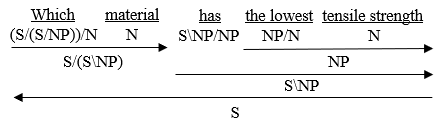 Which material has the lowest tensile strength
(S/(S/NP))/N N S\NP/NP NP/N N
S/(S\NP) NP
S\NP
S